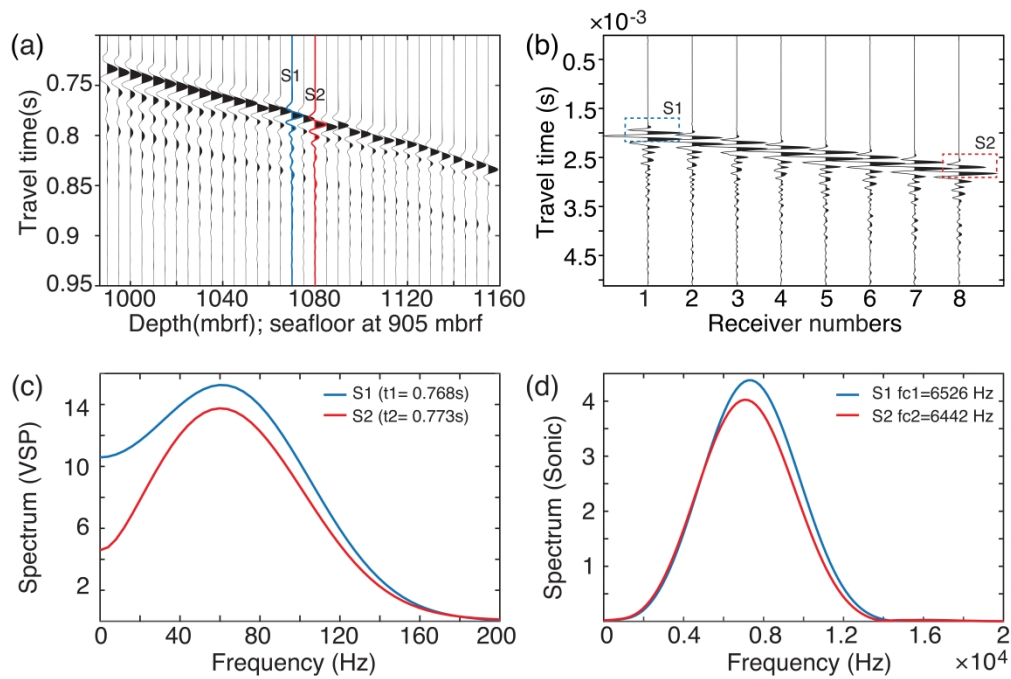 (a)
Travel time(s)
0.75
0.8
0.85
0.9
0.95
S1
S2
1000 1040 1080 1120 1160
Depth(mbrf); seafloor at 905 mbrf
(b)
×10⁻³
Travel time (s)
0.5
1.5
2.5
3.5
4.5
S1
S2
1 2 3 4 5 6 7 8
Receiver numbers
(c)
Spectrum (VSP)
14
10
6
2
S1 (t1= 0.768s)
S2 (t2= 0.773s)
0 40 80 120 160 200
Frequency (Hz)
(d)
Spectrum (Sonic)
4
3
2
1
S1 fc1=6526 Hz
S2 fc2=6442 Hz
0 0.4 0.8 1.2 1.6 2
Frequency (Hz)
×10⁴